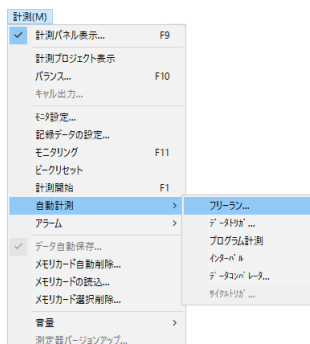 計測(M)
計測パネル表示... F9
計測プロジェクト表示
バランス... F10
キャル出力...
ﾓﾆﾀ設定...
記録データの設定...
モニタリング F11
ピークリセット
計測開始 F1
自動計測 >
フリーラン...
アラーム >
ﾃﾞｰﾀﾄﾘｶﾞ...
データ自動保存...
プログラム計測
メモリカード自動削除...
ｲﾝﾀｰﾊﾞﾙ
メモリカードの読込...
ﾃﾞｰﾀｺﾝﾊﾟﾚｰﾀ...
メモリカード選択削除...
ｻｲｸﾙﾄﾘｶﾞ...
音量 >
測定器バージョンアップ...